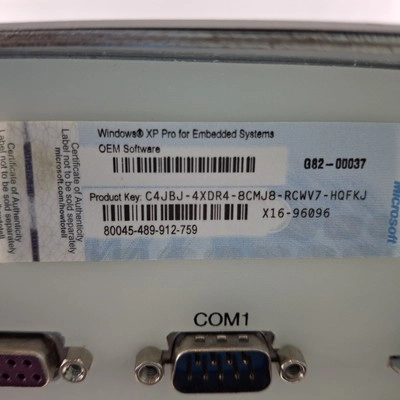 Certificate of Authenticity
Label not to be sold separately
microsoft.com/howtotell
Windows® XP Pro for Embedded Systems
OEM Software
G82-00037
Product Key: C4JBJ-4XDR4-8CMJ8-RCWV7-HQFKJ
X16-96096
80045-489-912-759
Microsoft
COM1